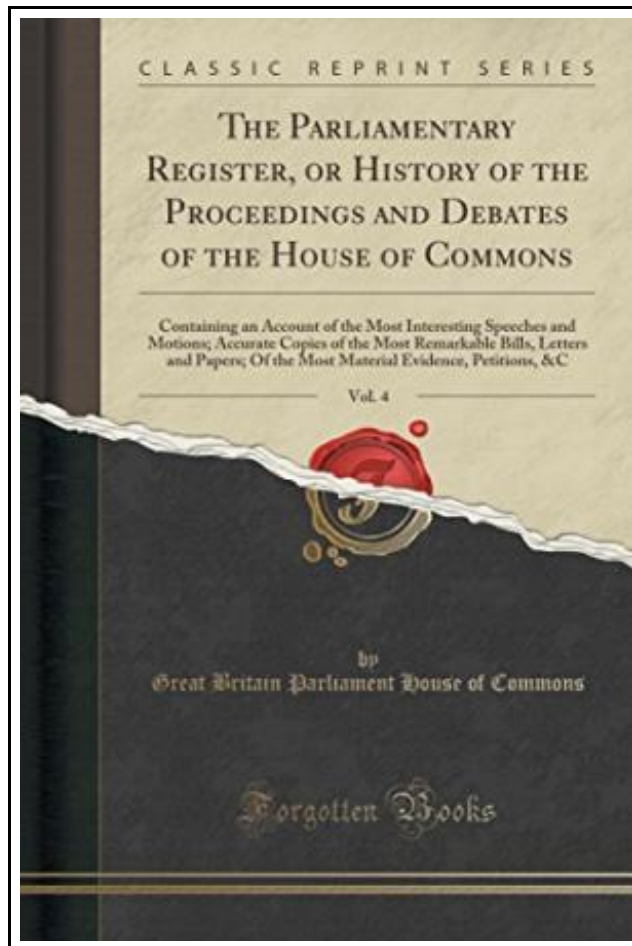 CLASSIC REPRINT SERIES
THE PARLIAMENTARY
REGISTER, OR HISTORY OF THE
PROCEEDINGS AND DEBATES
OF THE HOUSE OF COMMONS
Containing an Account of the Most Interesting Speeches and
Motions; Accurate Copies of the Most Remarkable Bills, Letters
and Papers; Of the Most Material Evidence, Petitions, &C
Vol. 4
by
Great Britain Parliament House of Commons
Forgotten Books